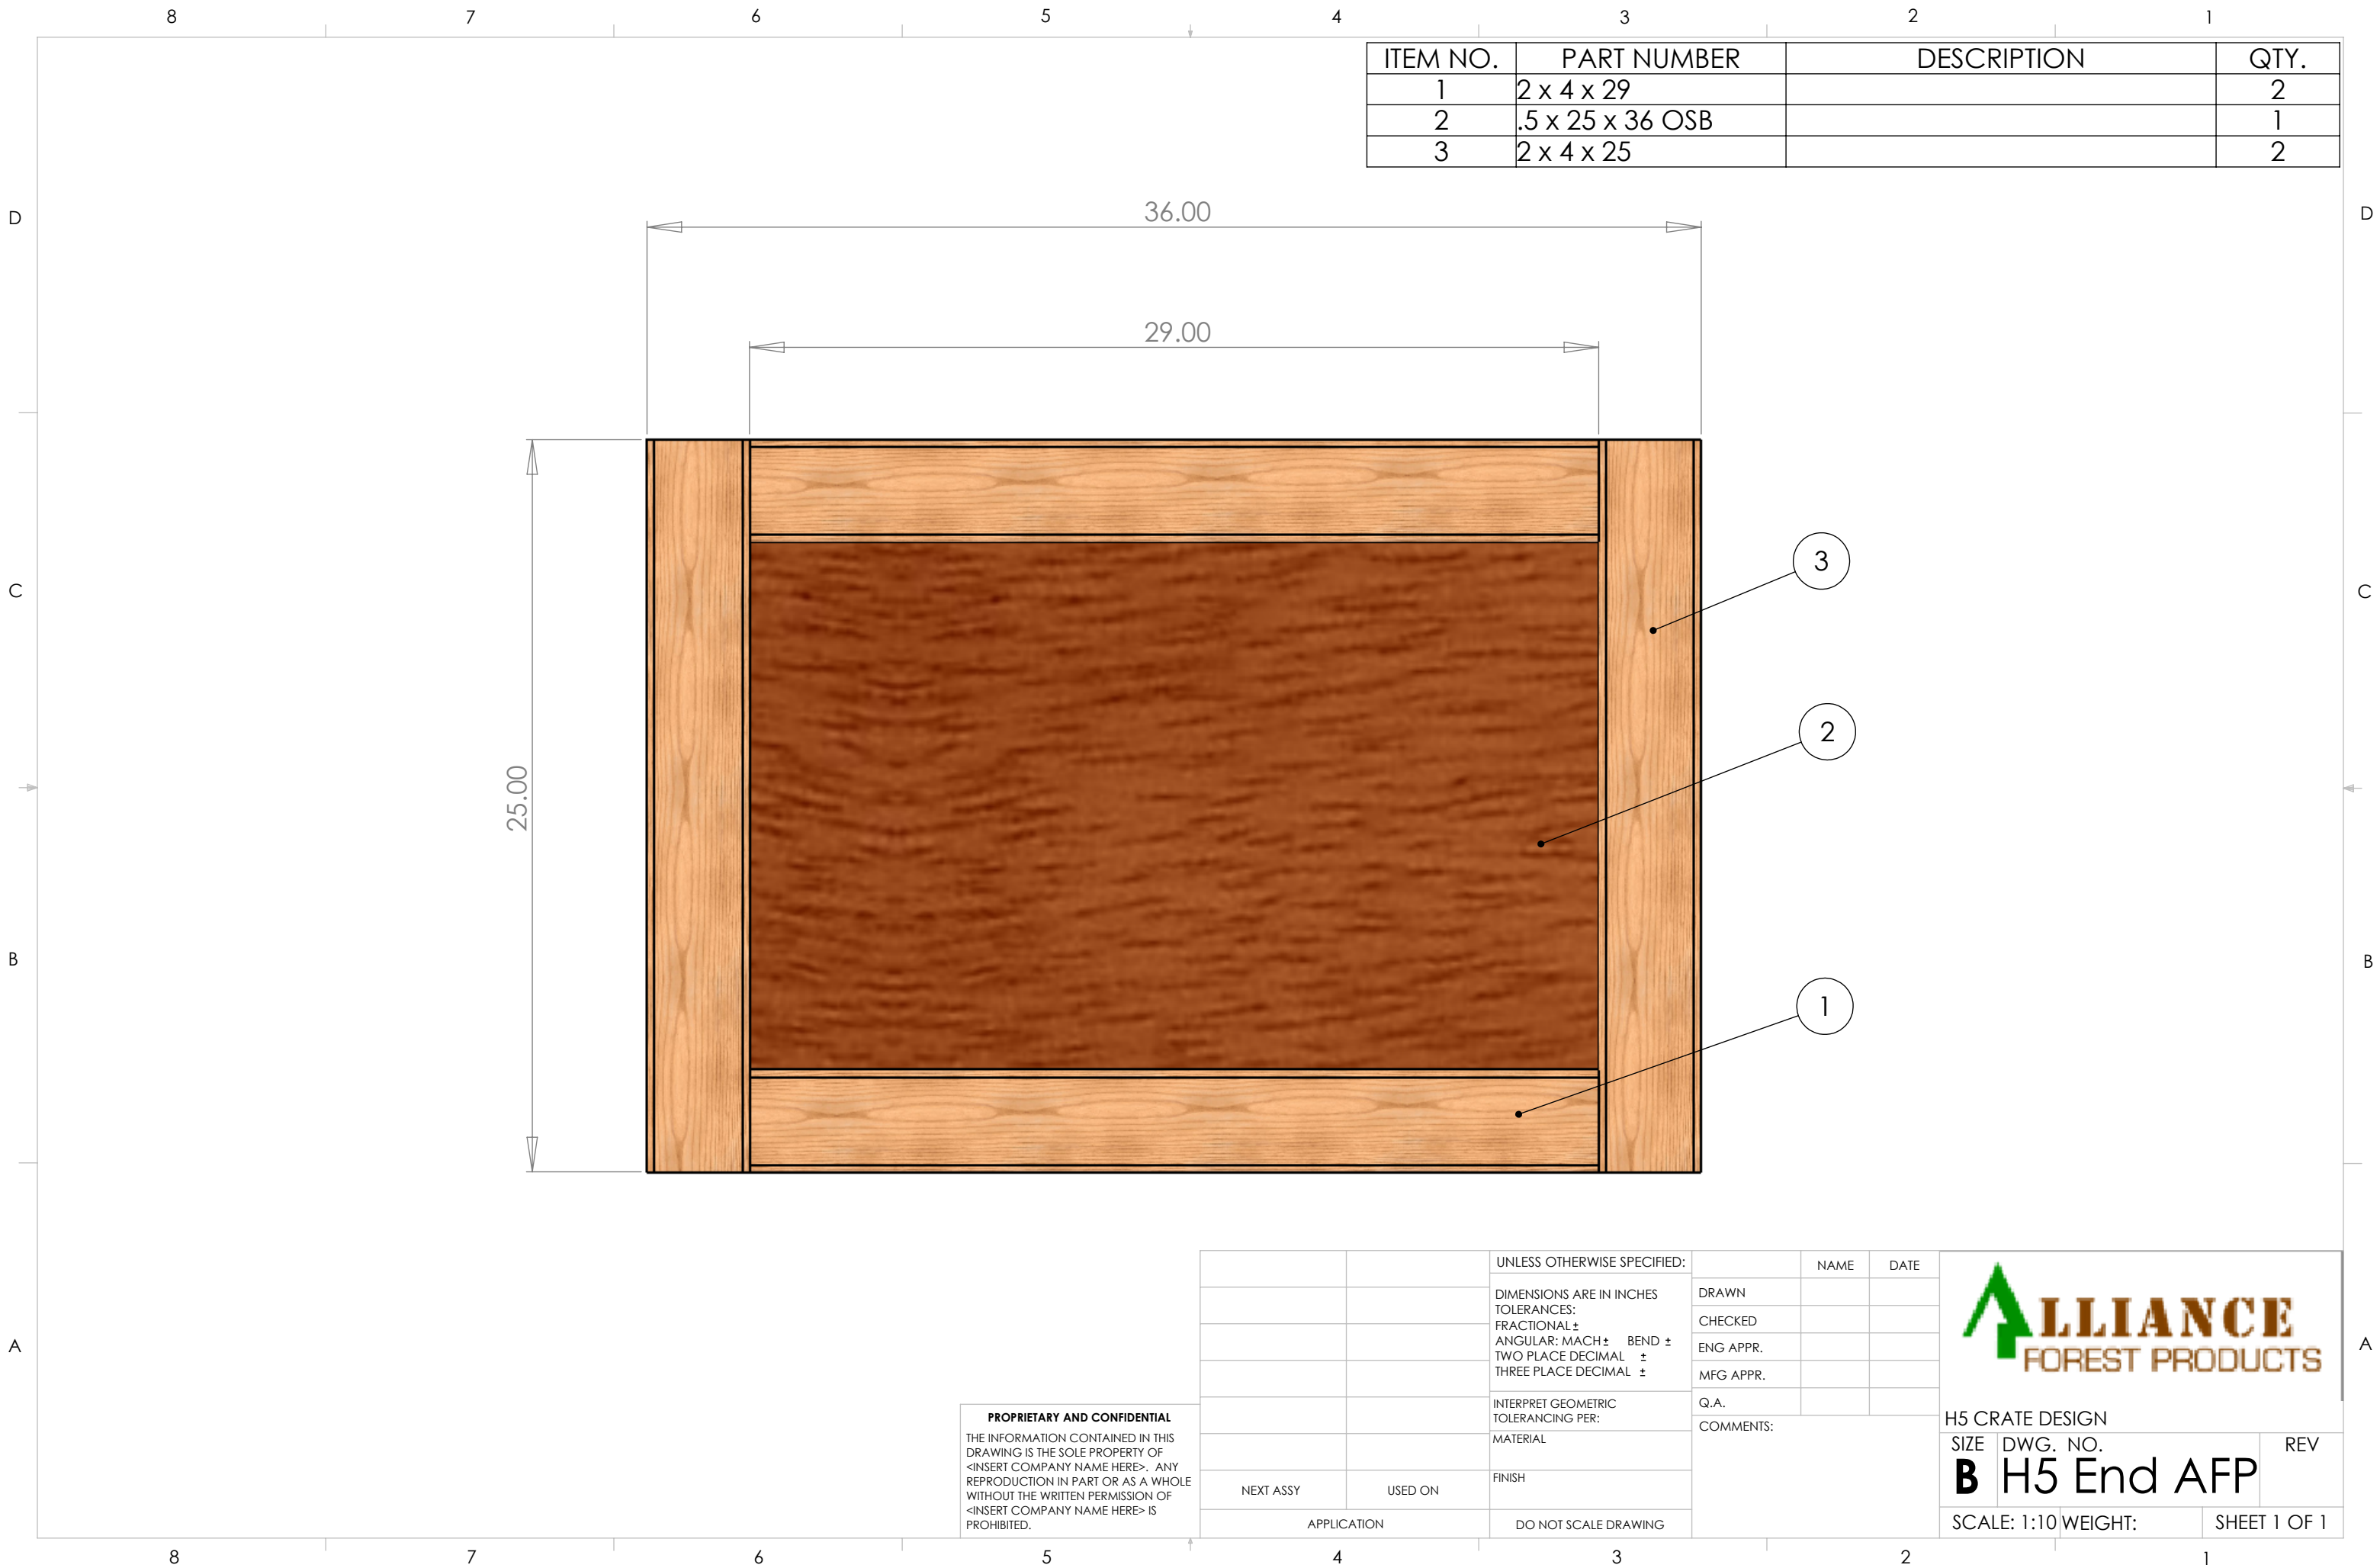 8 7 6 5 4 3 2 1
ITEM NO. PART NUMBER DESCRIPTION QTY.
1 2 x 4 x 29 2
2 .5 x 25 x 36 OSB 1
3 2 x 4 x 25 2
D D
36.00
29.00
3
C C
2
25.00
B B
1
A A
UNLESS OTHERWISE SPECIFIED:
DIMENSIONS ARE IN INCHES
TOLERANCES:
FRACTIONAL ±
ANGULAR: MACH ± BEND ±
TWO PLACE DECIMAL ±
THREE PLACE DECIMAL ±
INTERPRET GEOMETRIC
TOLERANCING PER:
MATERIAL
FINISH
DO NOT SCALE DRAWING
NAME DATE
DRAWN
CHECKED
ENG APPR.
MFG APPR.
Q.A.
COMMENTS:
ALLIANCE
FOREST PRODUCTS
H5 CRATE DESIGN
SIZE DWG. NO. REV
B H5 End AFP
SCALE: 1:10 WEIGHT: SHEET 1 OF 1
PROPRIETARY AND CONFIDENTIAL
THE INFORMATION CONTAINED IN THIS
DRAWING IS THE SOLE PROPERTY OF
<INSERT COMPANY NAME HERE>. ANY
REPRODUCTION IN PART OR AS A WHOLE
WITHOUT THE WRITTEN PERMISSION OF
<INSERT COMPANY NAME HERE> IS
PROHIBITED.
NEXT ASSY USED ON
APPLICATION
8 7 6 5 4 3 2 1